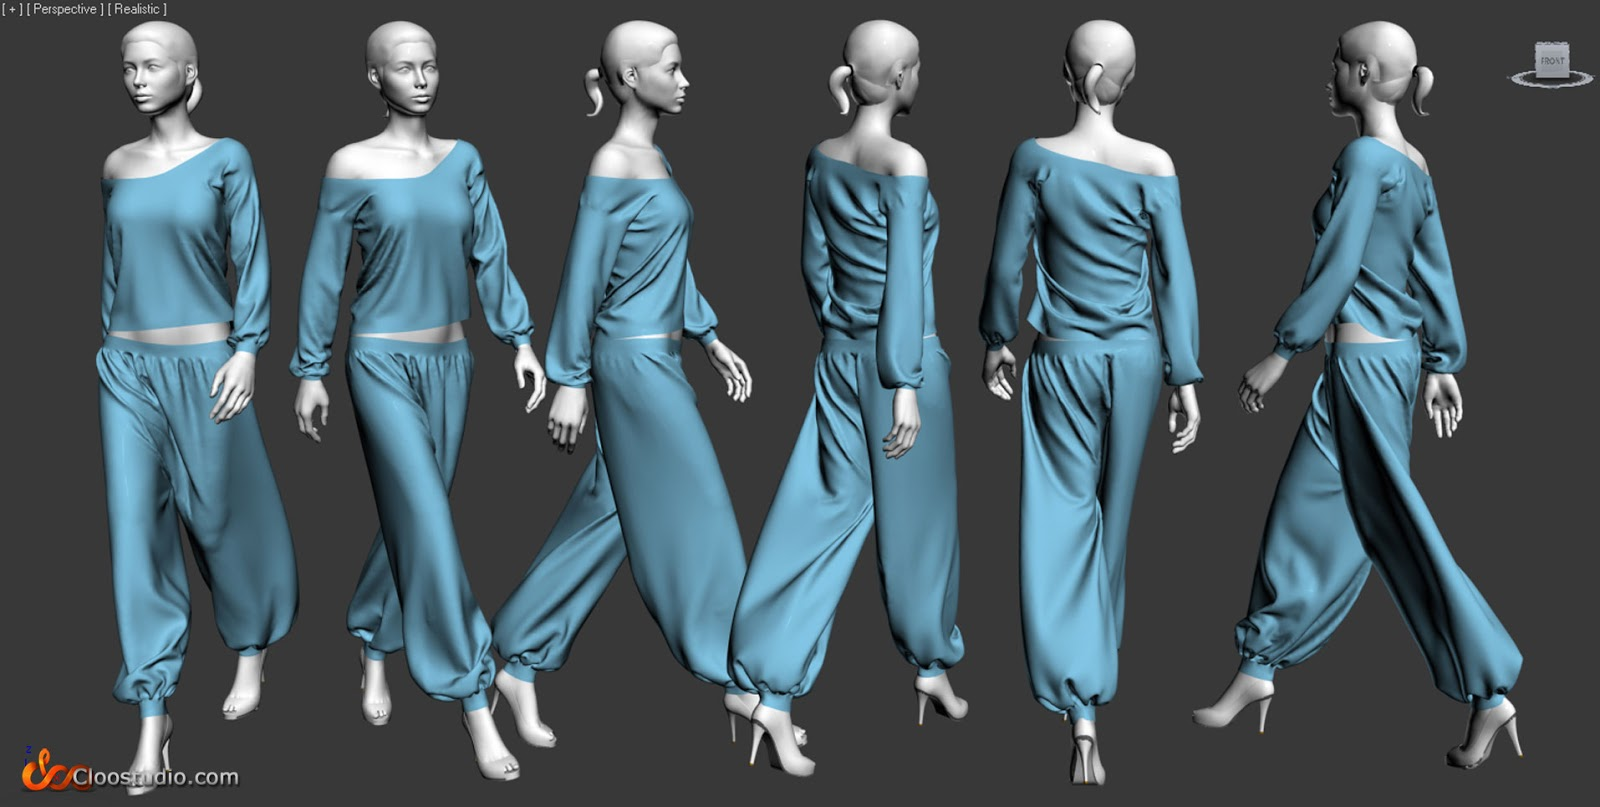 [ + ] [ Perspective ] [ Realistic ]
FRONT
z
Cloostudio.com